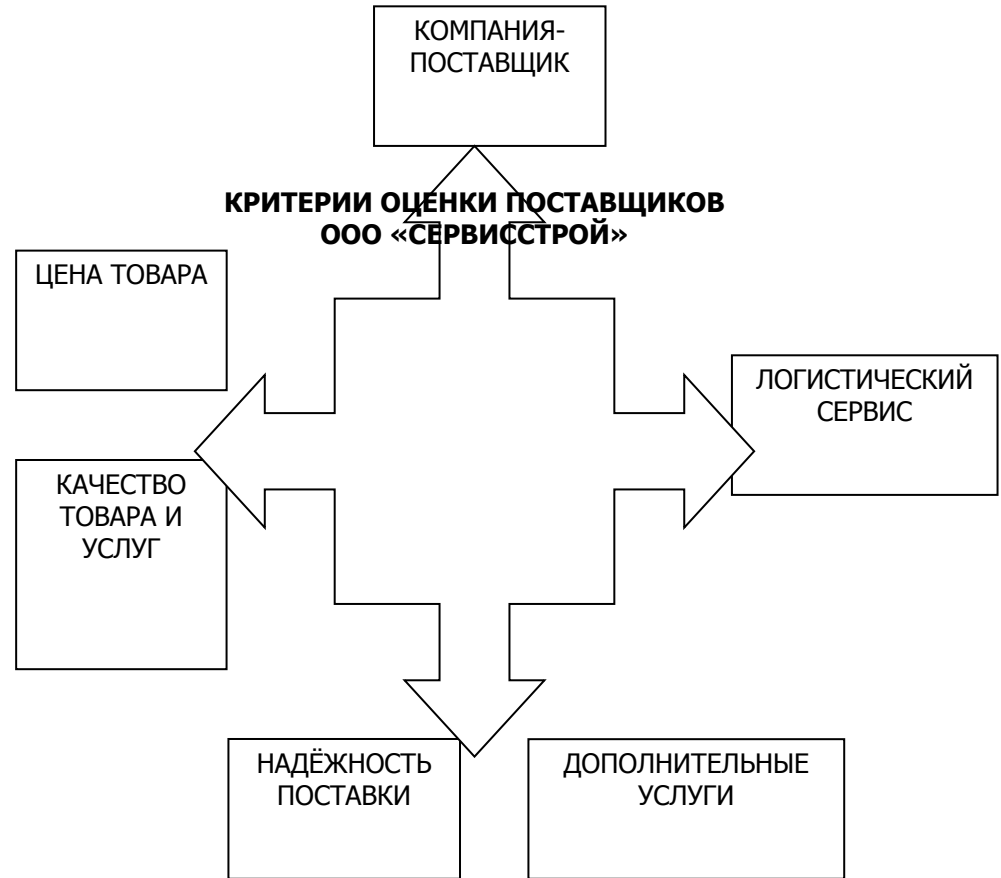 КОМПАНИЯ-
ПОСТАВЩИК
КРИТЕРИИ ОЦЕНКИ ПОСТАВЩИКОВ
ООО «СЕРВИССТРОЙ»
ЦЕНА ТОВАРА
ЛОГИСТИЧЕСКИЙ
СЕРВИС
КАЧЕСТВО
ТОВАРА И
УСЛУГ
НАДЁЖНОСТЬ
ПОСТАВКИ
ДОПОЛНИТЕЛЬНЫЕ
УСЛУГИ